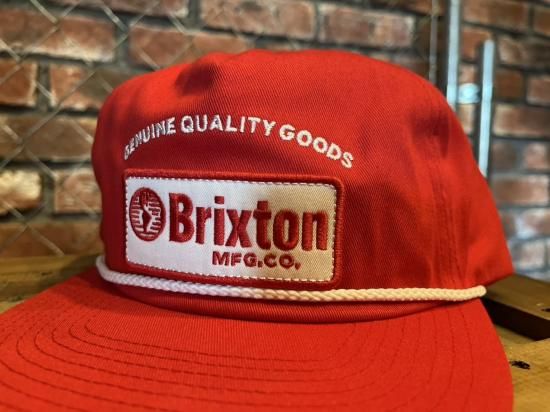 GENUINE QUALITY GOODS
Brixton
MFG.CO.